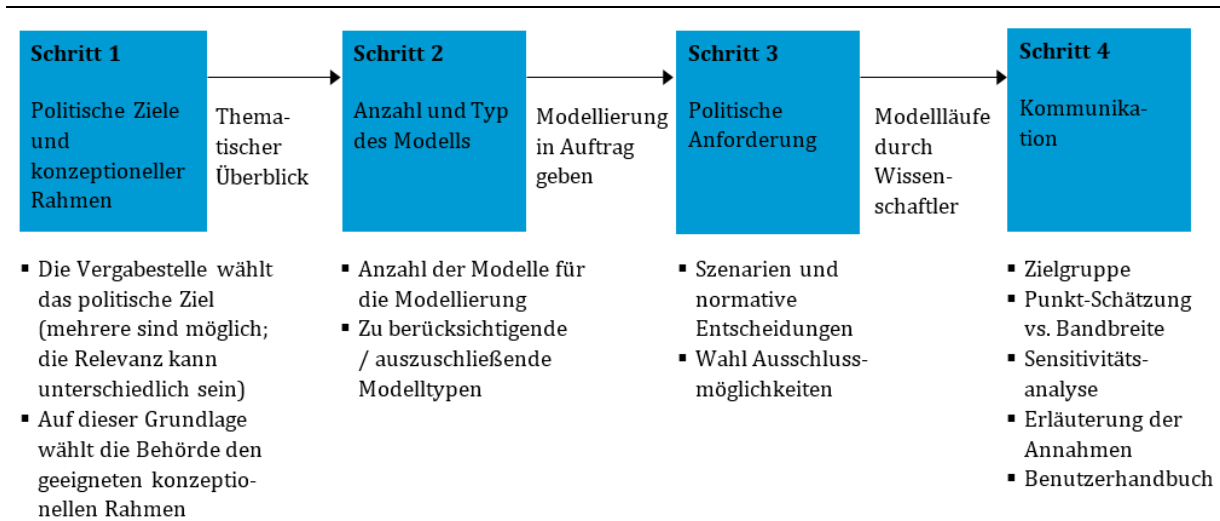 Schritt 1
Politische Ziele
und
konzeptioneller
Rahmen
Thema-
tischer
Überblick
Schritt 2
Anzahl und Typ
des Modells
Modellierung
in Auftrag
geben
Schritt 3
Politische
Anforderung
Modellläufe
durch
Wissen-
schaftler
Schritt 4
Kommunika-
tion
▪ Die Vergabestelle wählt
das politische Ziel
(mehrere sind möglich;
die Relevanz kann
unterschiedlich sein)
▪ Auf dieser Grundlage
wählt die Behörde den
geeigneten konzeptio-
nellen Rahmen
▪ Anzahl der Modelle für
die Modellierung
▪ Zu berücksichtigende
/ auszuschließende
Modelltypen
▪ Szenarien und
normative
Entscheidungen
▪ Wahl Ausschluss-
möglichkeiten
▪ Zielgruppe
▪ Punkt-Schätzung
vs. Bandbreite
▪ Sensitivitäts-
analyse
▪ Erläuterung der
Annahmen
▪ Benutzerhandbuch